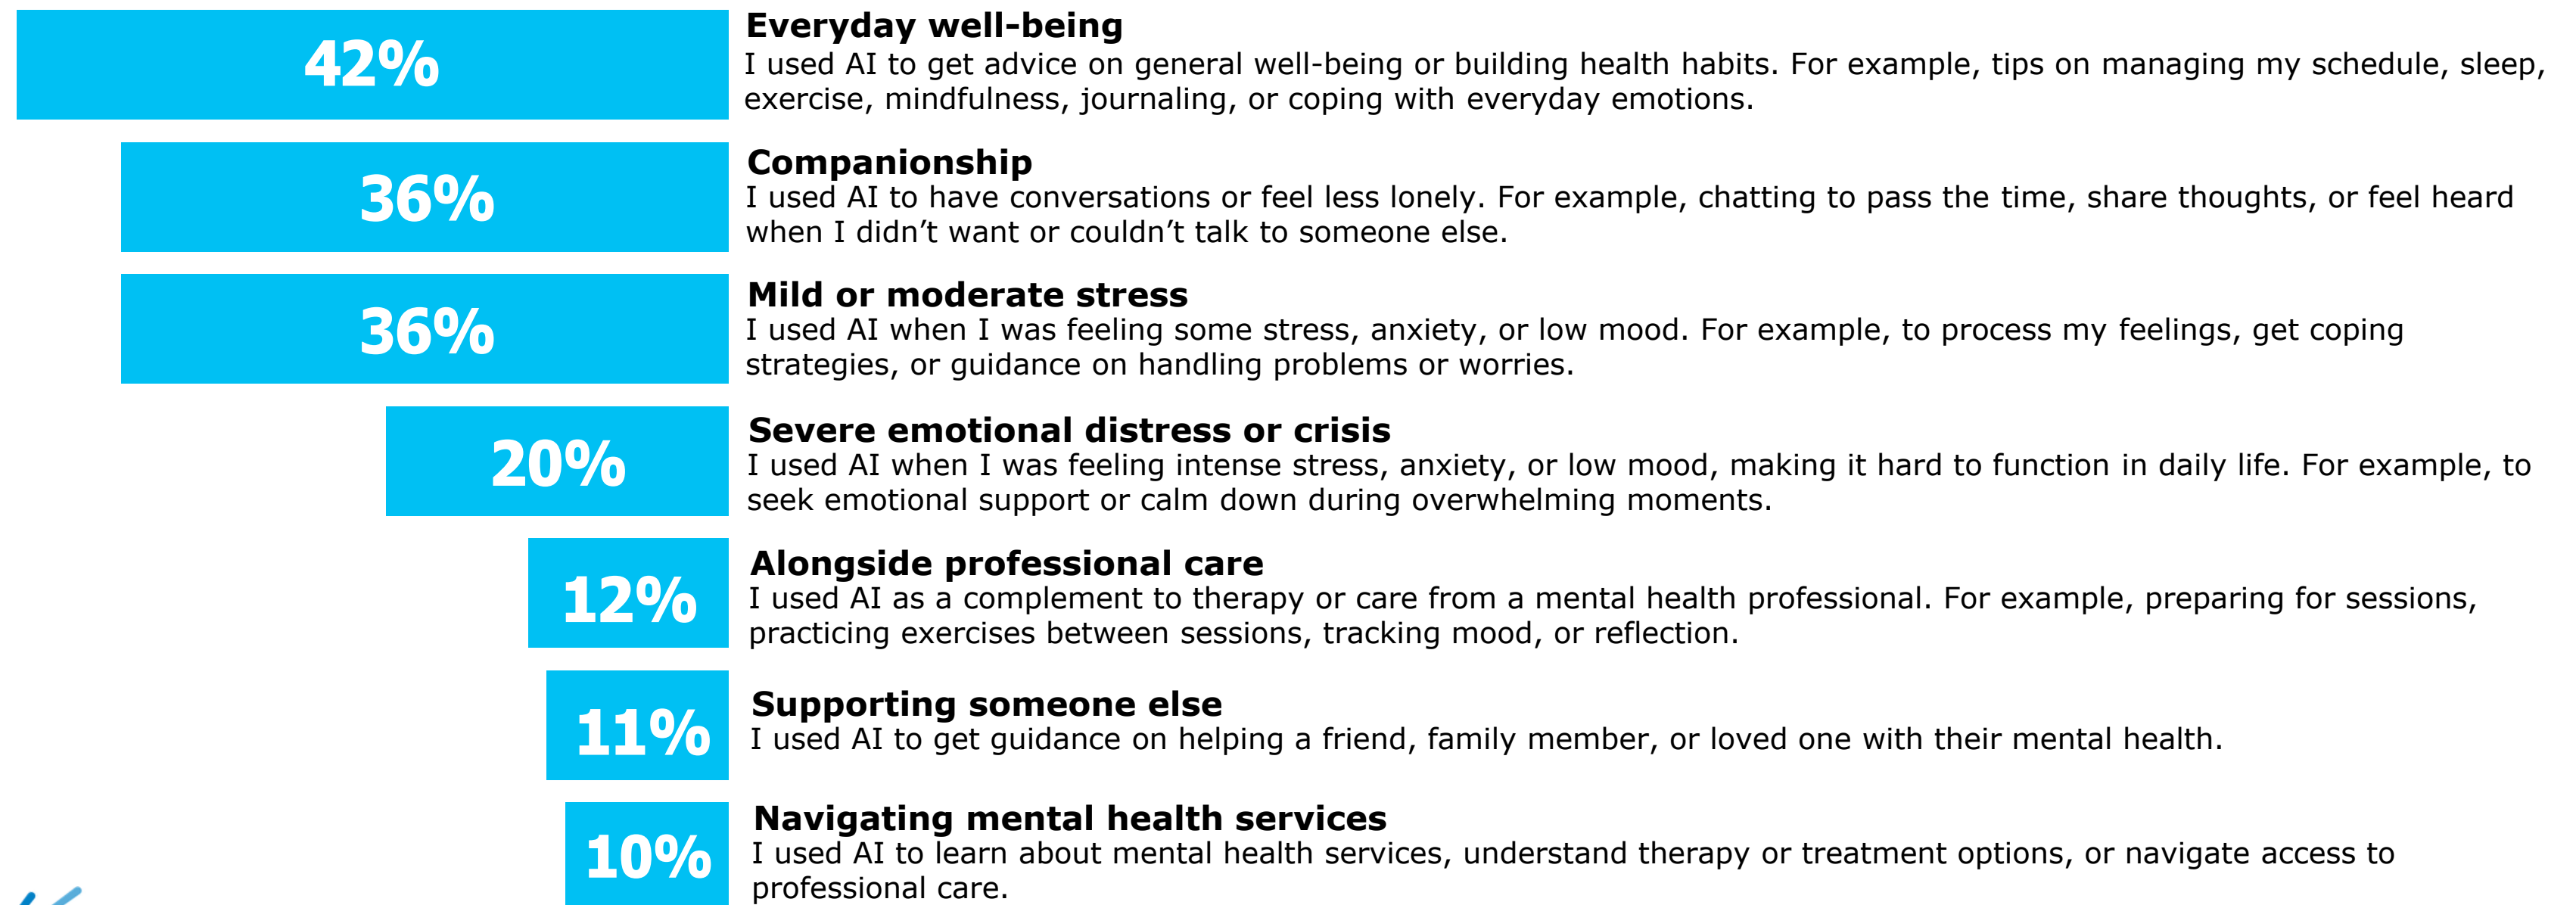 42%
Everyday well-being
I used AI to get advice on general well-being or building health habits. For example, tips on managing my schedule, sleep,
exercise, mindfulness, journaling, or coping with everyday emotions.
36%
Companionship
I used AI to have conversations or feel less lonely. For example, chatting to pass the time, share thoughts, or feel heard
when I didn’t want or couldn’t talk to someone else.
36%
Mild or moderate stress
I used AI when I was feeling some stress, anxiety, or low mood. For example, to process my feelings, get coping
strategies, or guidance on handling problems or worries.
20%
Severe emotional distress or crisis
I used AI when I was feeling intense stress, anxiety, or low mood, making it hard to function in daily life. For example, to
seek emotional support or calm down during overwhelming moments.
12%
Alongside professional care
I used AI as a complement to therapy or care from a mental health professional. For example, preparing for sessions,
practicing exercises between sessions, tracking mood, or reflection.
11%
Supporting someone else
I used AI to get guidance on helping a friend, family member, or loved one with their mental health.
10%
Navigating mental health services
I used AI to learn about mental health services, understand therapy or treatment options, or navigate access to
professional care.